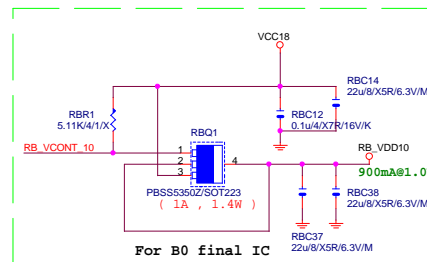 VCC18
RBC14
22u/8/X5R/6.3V/M
RBR1
5.11K/4/1/X
RBC12
0.1u/4/X7R/16V/K
RBQ1
RB_VCONT_10
1
2
3
4
RB_VDD10
900mA@1.0
PBSS5350Z/SOT223
( 1A , 1.4W )
RBC38
22u/8/X5R/6.3V/M
For B0 final IC
RBC37
22u/8/X5R/6.3V/M